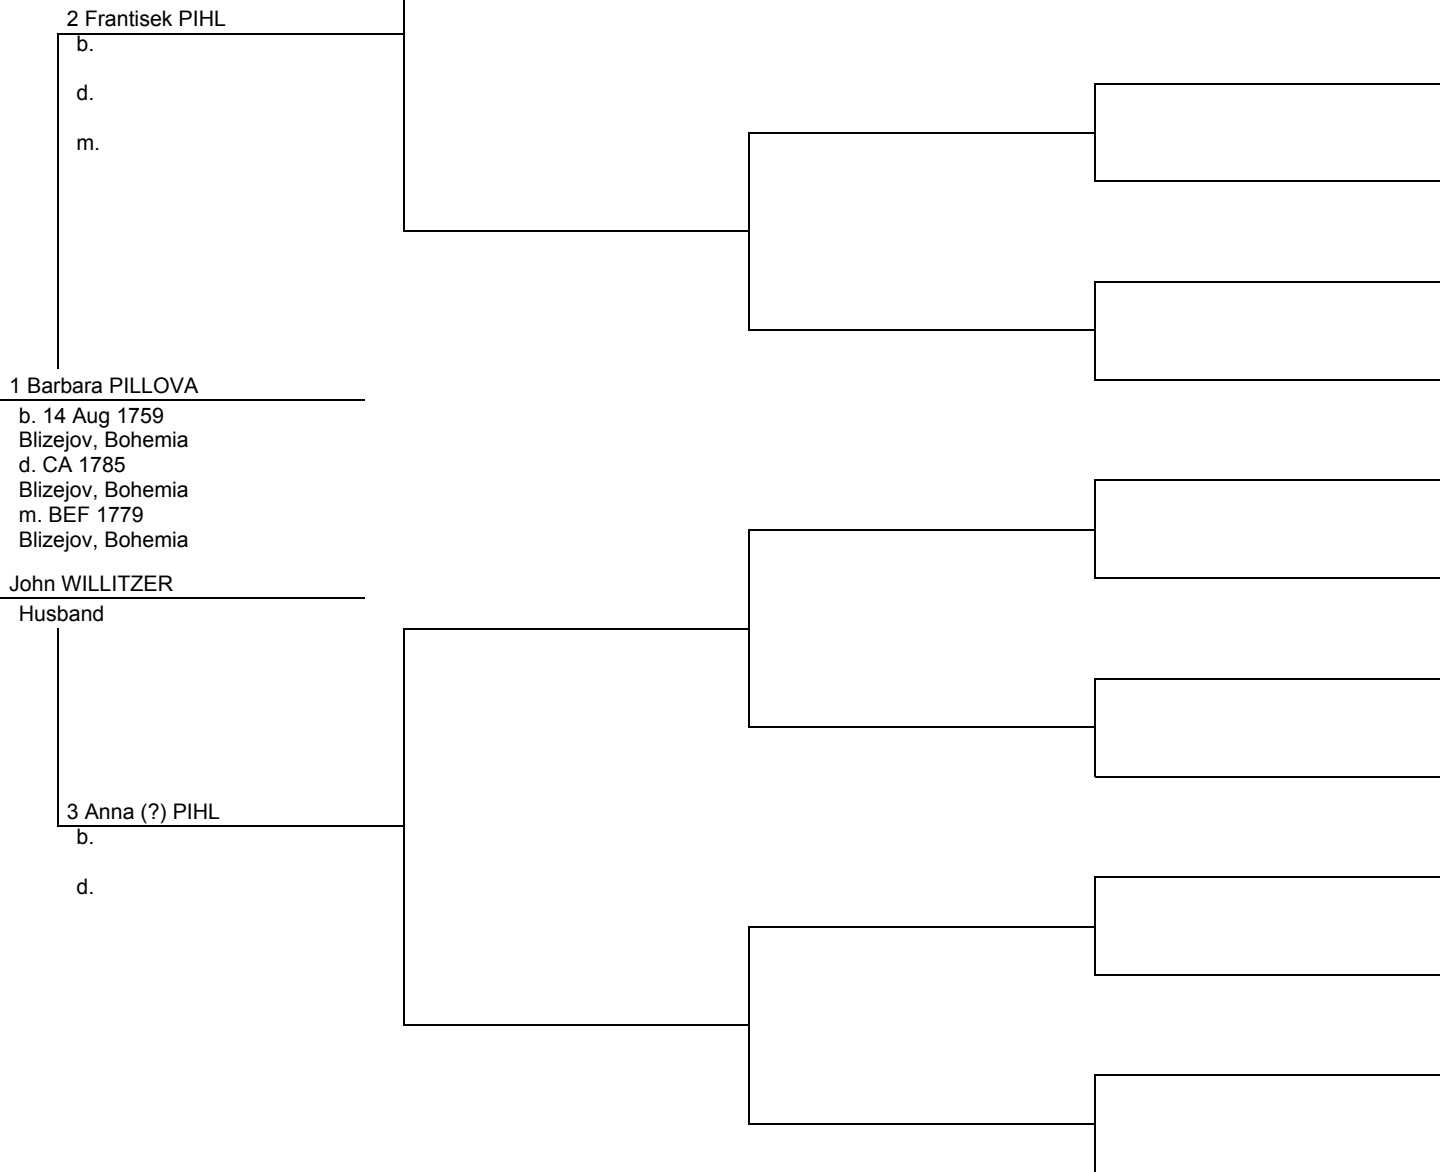 2 Frantisek PIHL
b.
d.
m.
1 Barbara PILLOVA
b. 14 Aug 1759
Blizejov, Bohemia
d. CA 1785
Blizejov, Bohemia
m. BEF 1779
Blizejov, Bohemia
John WILLITZER
Husband
3 Anna (?) PIHL
b.
d.